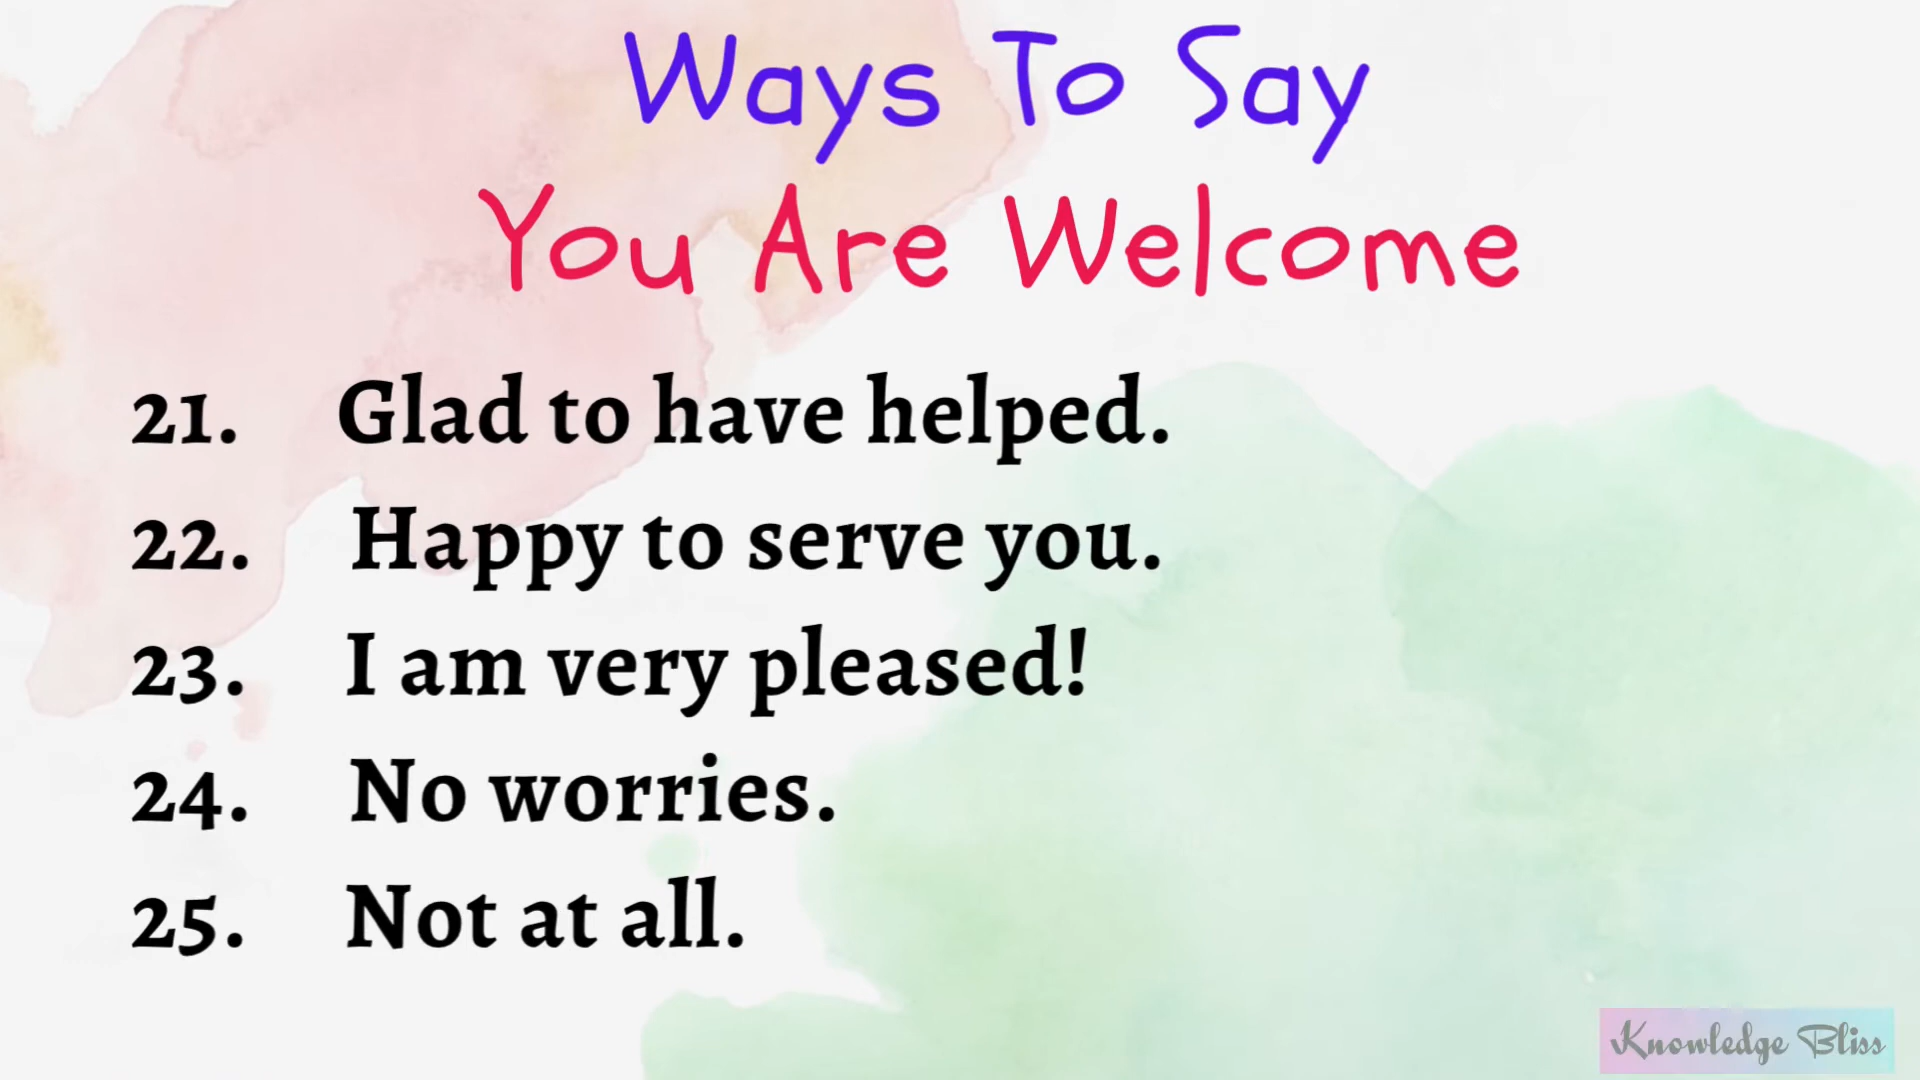 Ways To Say
You Are Welcome
21. Glad to have helped.
22. Happy to serve you.
23. I am very pleased!
24. No worries.
25. Not at all.
Knowledge Bliss